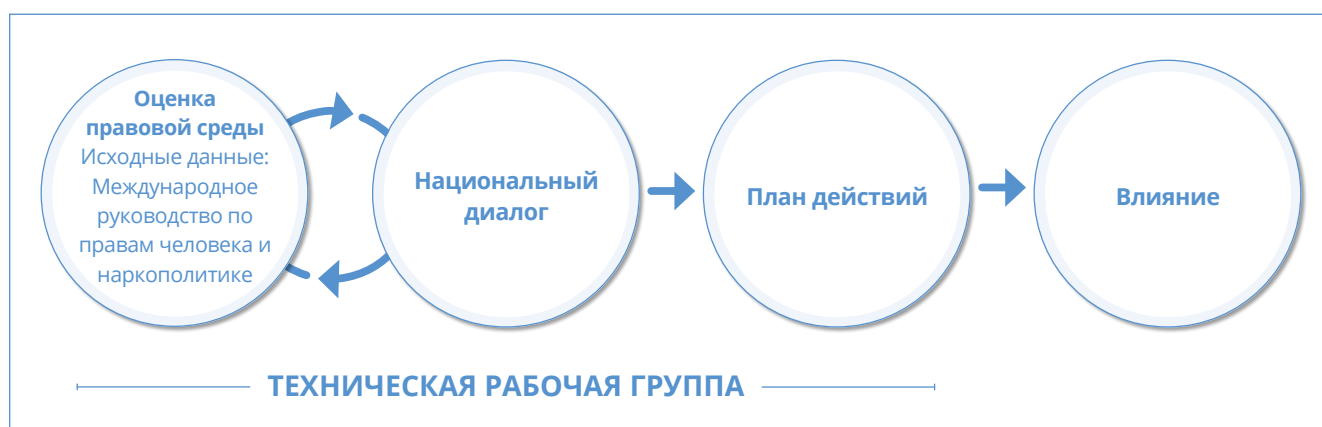 Оценка
правовой среды
Исходные данные:
Международное
руководство по
правам человека и
наркополитике
Национальный
диалог
План действий
Влияние
ТЕХНИЧЕСКАЯ РАБОЧАЯ ГРУППА